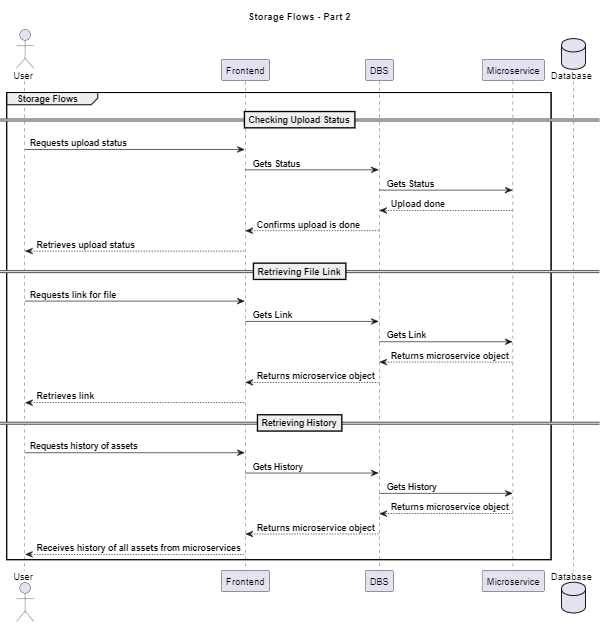 Storage Flows - Part 2
User
Frontend
DBS
Microservice
Database
Storage Flows
Checking Upload Status
Requests upload status
Gets Status
Gets Status
Upload done
Confirms upload is done
Retrieves upload status
Retrieving File Link
Requests link for file
Gets Link
Gets Link
Returns microservice object
Returns microservice object
Retrieves link
Retrieving History
Requests history of assets
Gets History
Gets History
Returns microservice object
Returns microservice object
Receives history of all assets from microservices
User
Frontend
DBS
Microservice
Database